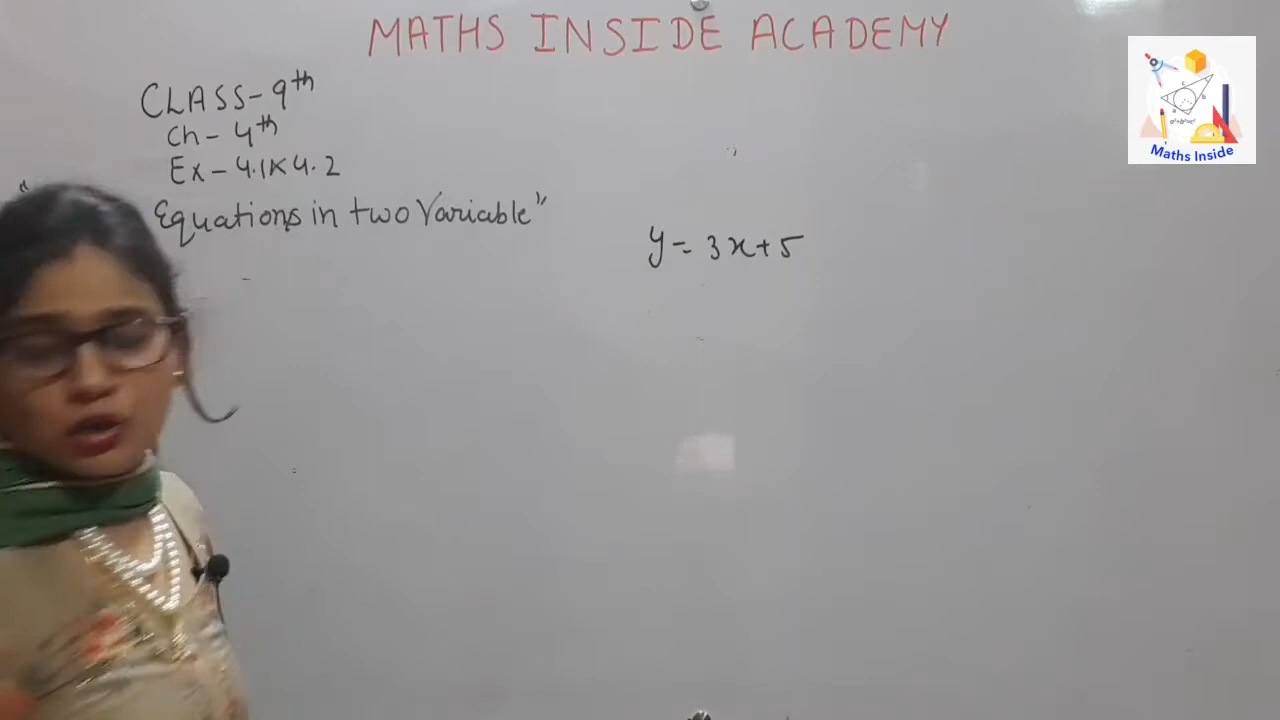 MATHS INSIDE ACADEMY
CLASS-9th
Ch-4th
Ex-4.1&4.2
"Equations in two Variable"
y=3x+5
Maths Inside